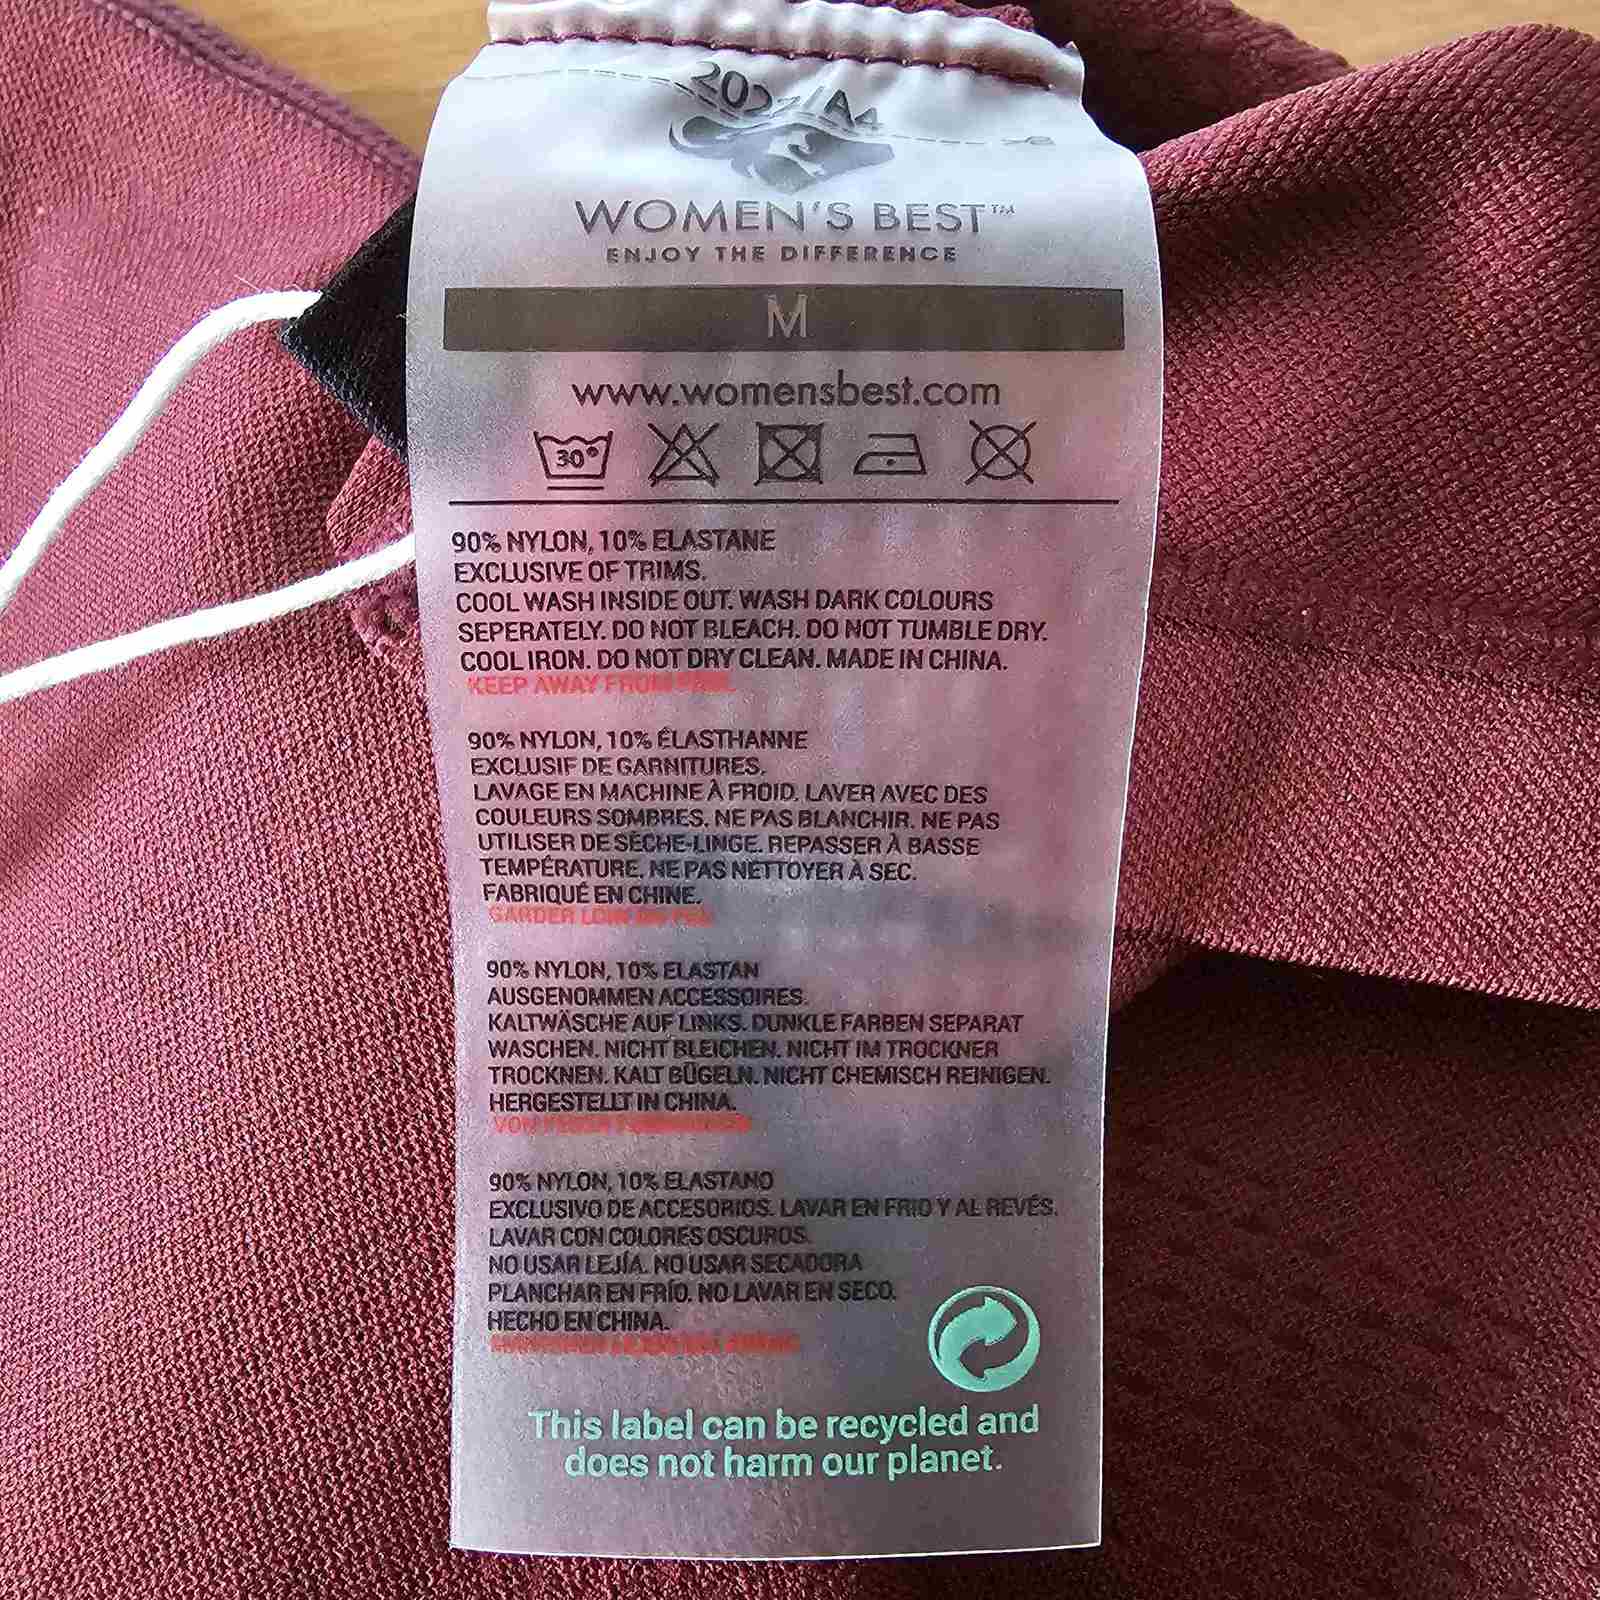 WOMEN'S BEST™
ENJOY THE DIFFERENCE
M
www.womensbest.com
30°
90% NYLON, 10% ELASTANE
EXCLUSIVE OF TRIMS.
COOL WASH INSIDE OUT. WASH DARK COLOURS
SEPERATELY. DO NOT BLEACH. DO NOT TUMBLE DRY.
COOL IRON. DO NOT DRY CLEAN. MADE IN CHINA.
KEEP AWAY FROM FIRE.
90% NYLON, 10% ÉLASTHANNE
EXCLUSIF DE GARNITURES.
LAVAGE EN MACHINE À FROID. LAVER AVEC DES
COULEURS SOMBRES. NE PAS BLANCHIR. NE PAS
UTILISER DE SÈCHE-LINGE. REPASSER À BASSE
TEMPÉRATURE. NE PAS NETTOYER À SEC.
FABRIQUÉ EN CHINE.
GARDER LOIN DU FEU.
90% NYLON, 10% ELASTAN
AUSGENOMMEN ACCESSOIRES.
KALTWÄSCHE AUF LINKS. DUNKLE FARBEN SEPARAT
WASCHEN. NICHT BLEICHEN. NICHT IM TROCKNER
TROCKNEN. KALT BÜGELN. NICHT CHEMISCH REINIGEN.
HERGESTELLT IN CHINA.
VON FEUER
90% NYLON, 10% ELASTANO
EXCLUSIVO DE ACCESORIOS. LAVAR EN FRIO Y AL REVÉS.
LAVAR CON COLORES OSCUROS.
NO USAR LEJÍA. NO USAR SECADORA
PLANCHAR EN FRÍO. NO LAVAR EN SECO.
HECHO EN CHINA.
This label can be recycled and
does not harm our planet.